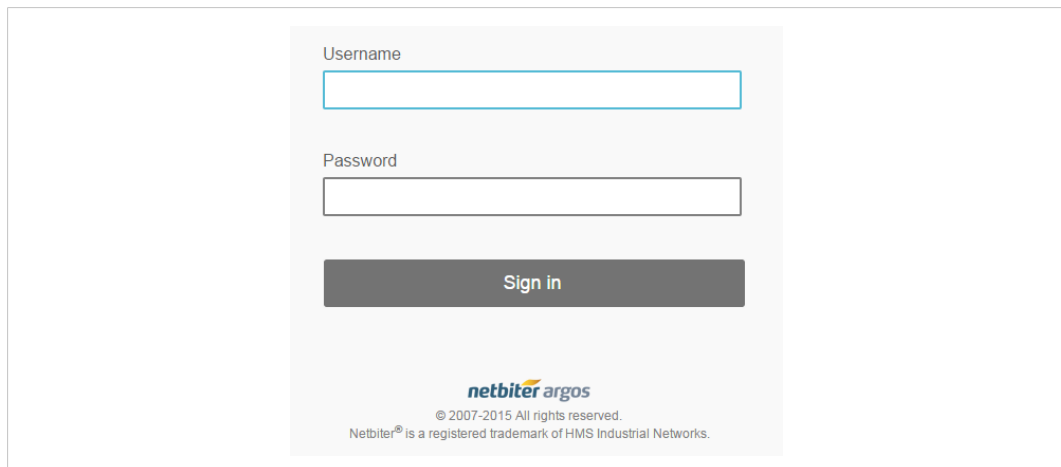 Username
Password
Sign in
netbiter argos
© 2007-2015 All rights reserved.
Netbiter® is a registered trademark of HMS Industrial Networks.